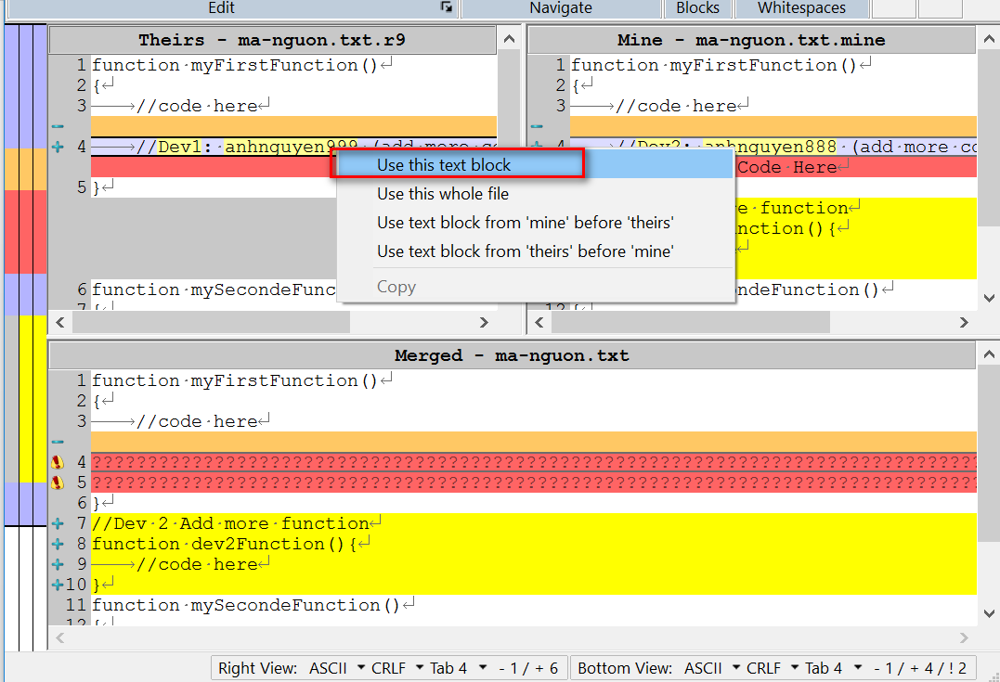 Edit Navigate Blocks Whitespaces
Theirs - ma-nguon.txt.r9
1 function·myFirstFunction()↵
2 {↵
3 ———→//code·here↵
4 ———→//Dev1:·anhnguyen999·(add·more·co
5 }↵
6 function·mySecondeFunc
7 {↵
Mine - ma-nguon.txt.mine
1 function·myFirstFunction()↵
2 {↵
3 ———→//code·here↵
4 ———→//Dev2:·anhnguyen888·(add·more·co
Code·Here↵
e·function↵
nction(){↵
↵
ndeFunction()↵
12 {↵
Use this text block
Use this whole file
Use text block from 'mine' before 'theirs'
Use text block from 'theirs' before 'mine'
Copy
Merged - ma-nguon.txt
1 function·myFirstFunction()↵
2 {↵
3 ———→//code·here↵
4 ????????????????????????????????????????????????????????????????????????????????
5 ????????????????????????????????????????????????????????????????????????????????
6 }↵
7 //Dev·2·Add·more·function↵
8 function·dev2Function(){↵
9 ———→//code·here↵
10 }↵
11 function·mySecondeFunction()↵
12 {↵
Right View: ASCII CRLF Tab 4 - 1 / + 6 Bottom View: ASCII CRLF Tab 4 - 1 / + 4 / ! 2